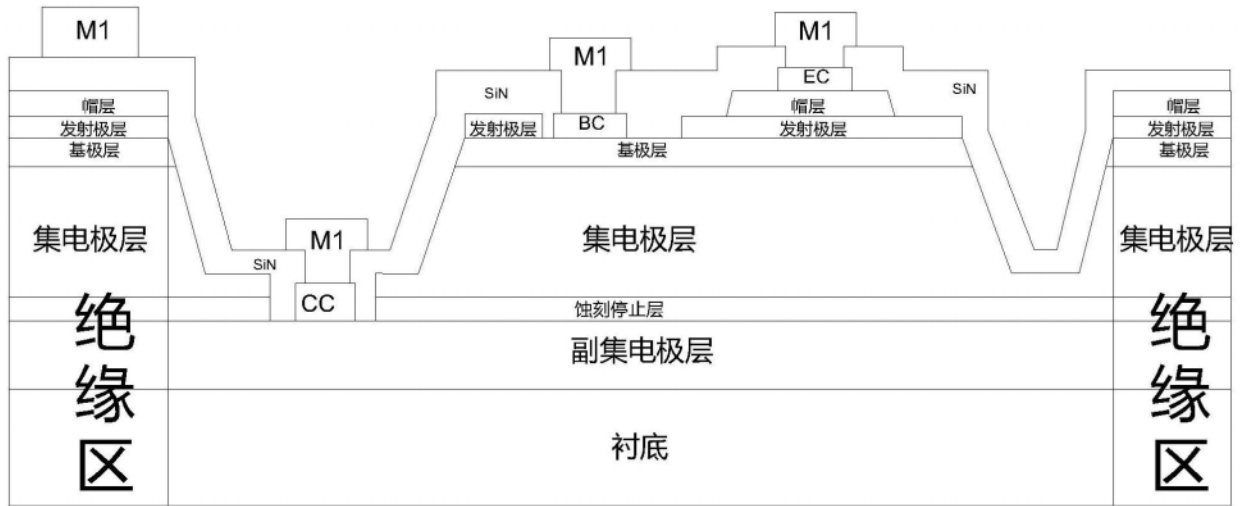 M1
M1
M1
SiN
EC
SiN
帽层
帽层
帽层
发射极层
发射极层
BC
发射极层
发射极层
基极层
基极层
基极层
集电极层
M1
集电极层
集电极层
SiN
CC
蚀刻停止层
副集电极层
衬底
绝缘区
绝缘区